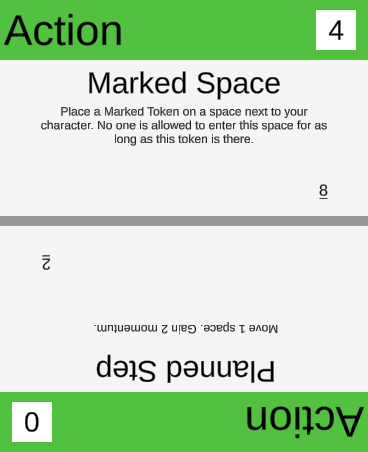 Action
4
Marked Space
Place a Marked Token on a space next to your
character. No one is allowed to enter this space for as
long as this token is there.
8
Action
0
Planned Step
Move 1 space. Gain 2 momentum.
2